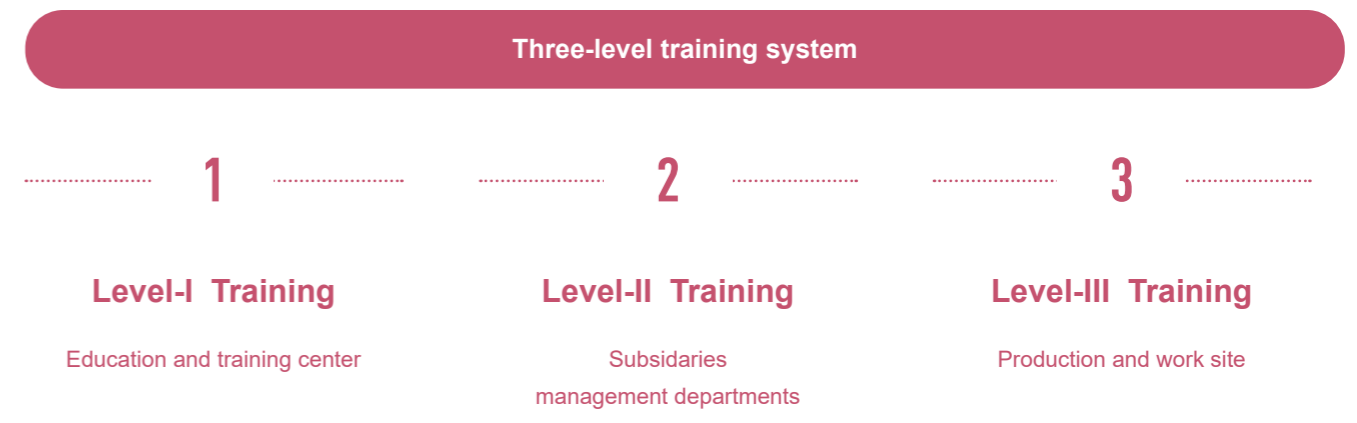 Three-level training system
1
2
3
Level-I Training
Level-II Training
Level-III Training
Education and training center
Subsidaries
management departments
Production and work site